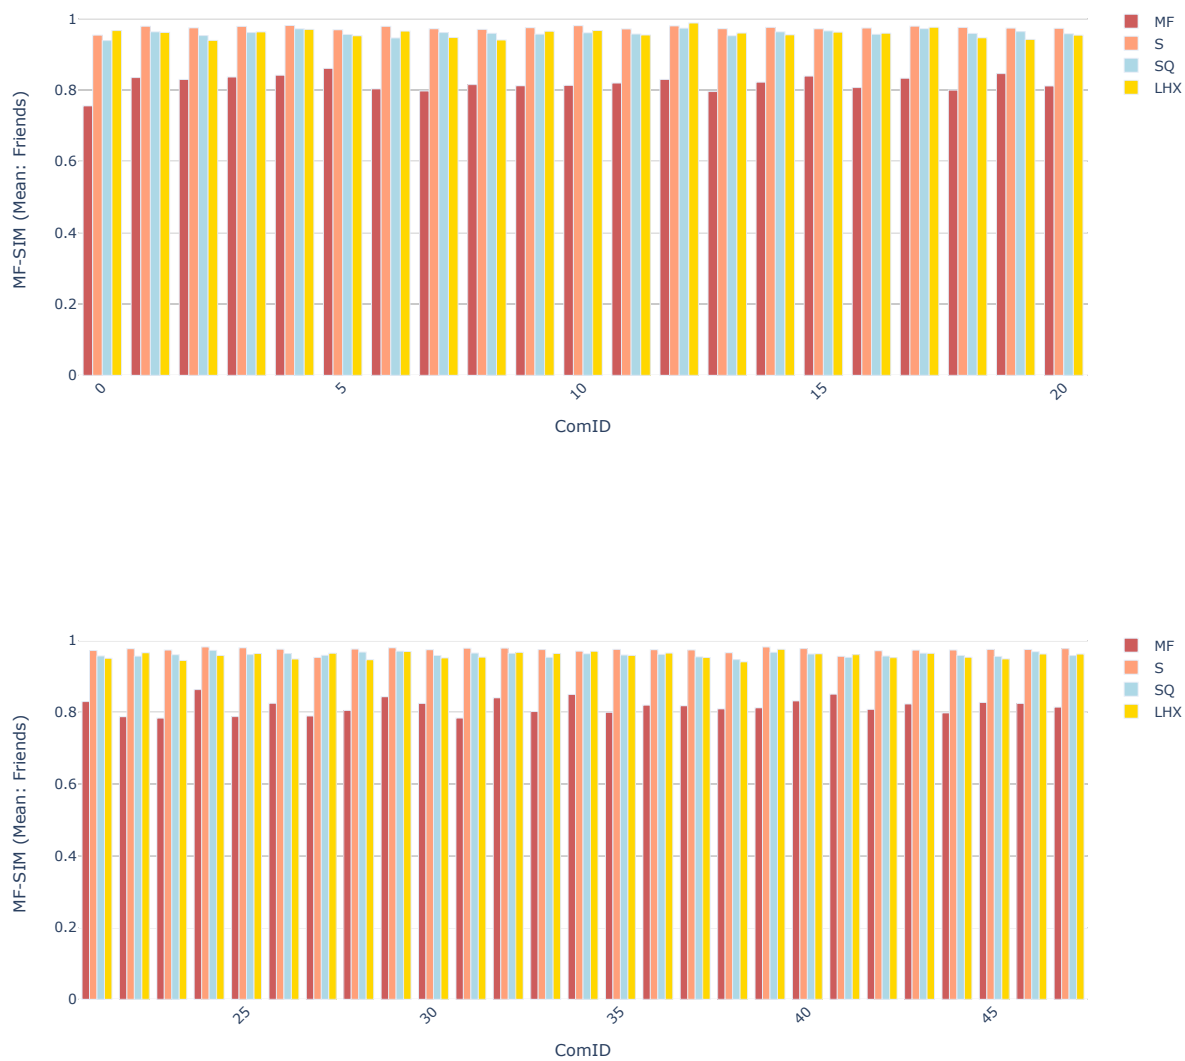 1
0.8
0.6
0.4
0.2
0
MF-SIM (Mean: Friends)
0 5 10 15 20
ComID
MF
S
SQ
LHX
1
0.8
0.6
0.4
0.2
0
MF-SIM (Mean: Friends)
25 30 35 40 45
ComID
MF
S
SQ
LHX